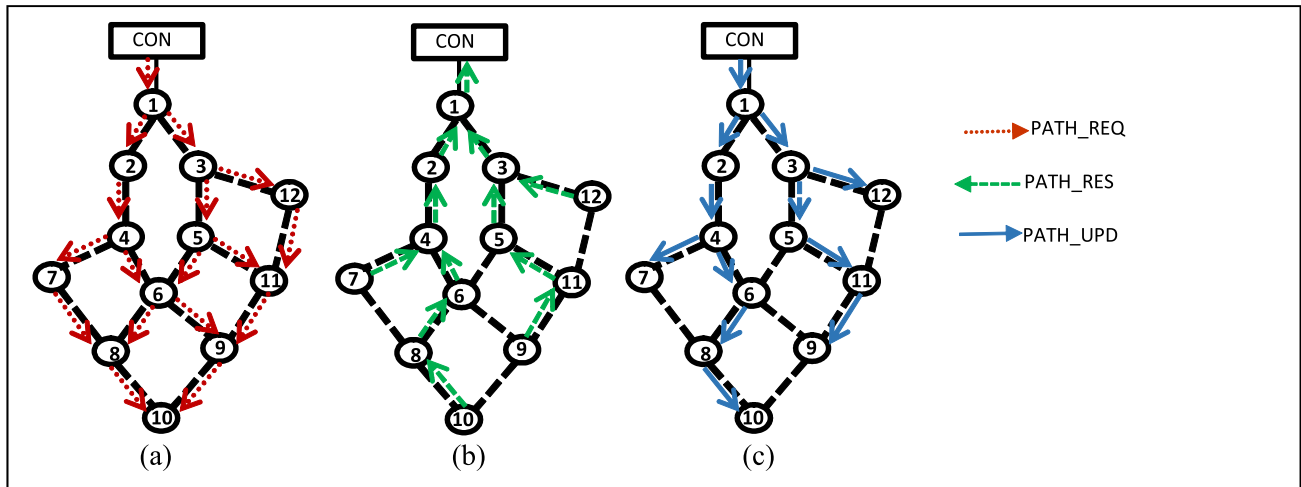 CON CON CON
1 1 1
PATH_REQ
2 3 2 3 2 3
12 12 12
PATH_RES
4 5 4 5 4 5
PATH_UPD
7 11 7 11 7 11
6 6 6
8 9 8 9 8 9
10 10 10
(a) (b) (c)